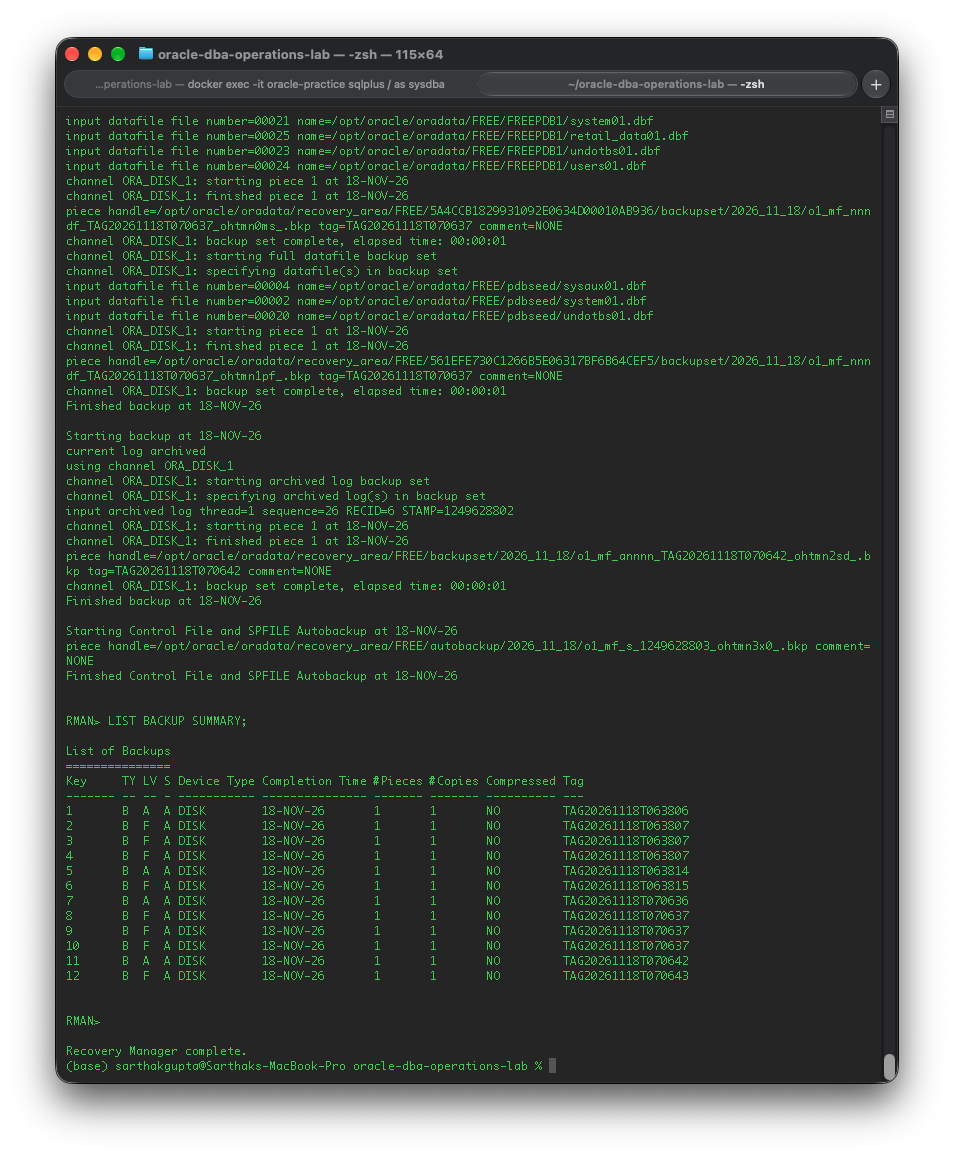 oracle-dba-operations-lab — -zsh — 115×64
...perations-lab — docker exec -it oracle-practice sqlplus / as sysdba
~/oracle-dba-operations-lab — -zsh
+
input datafile file number=00021 name=/opt/oracle/oradata/FREE/FREEPDB1/system01.dbf
input datafile file number=00025 name=/opt/oracle/oradata/FREE/FREEPDB1/retail_data01.dbf
input datafile file number=00023 name=/opt/oracle/oradata/FREE/FREEPDB1/undotbs01.dbf
input datafile file number=00024 name=/opt/oracle/oradata/FREE/FREEPDB1/users01.dbf
channel ORA_DISK_1: starting piece 1 at 18-NOV-26
channel ORA_DISK_1: finished piece 1 at 18-NOV-26
piece handle=/opt/oracle/oradata/recovery_area/FREE/5A4CCB1829931092E0634D00010AB936/backupset/2026_11_18/o1_mf_nnn
df_TAG20261118T070637_ohtmn0ms_.bkp tag=TAG20261118T070637 comment=NONE
channel ORA_DISK_1: backup set complete, elapsed time: 00:00:01
channel ORA_DISK_1: starting full datafile backup set
channel ORA_DISK_1: specifying datafile(s) in backup set
input datafile file number=00004 name=/opt/oracle/oradata/FREE/pdbseed/sysaux01.dbf
input datafile file number=00002 name=/opt/oracle/oradata/FREE/pdbseed/system01.dbf
input datafile file number=00020 name=/opt/oracle/oradata/FREE/pdbseed/undotbs01.dbf
channel ORA_DISK_1: starting piece 1 at 18-NOV-26
channel ORA_DISK_1: finished piece 1 at 18-NOV-26
piece handle=/opt/oracle/oradata/recovery_area/FREE/561EFE730C1266B5E06317BF6B64CEF5/backupset/2026_11_18/o1_mf_nnn
df_TAG20261118T070637_ohtmn1pf_.bkp tag=TAG20261118T070637 comment=NONE
channel ORA_DISK_1: backup set complete, elapsed time: 00:00:01
Finished backup at 18-NOV-26
Starting backup at 18-NOV-26
current log archived
using channel ORA_DISK_1
channel ORA_DISK_1: starting archived log backup set
channel ORA_DISK_1: specifying archived log(s) in backup set
input archived log thread=1 sequence=26 RECID=6 STAMP=1249628802
channel ORA_DISK_1: starting piece 1 at 18-NOV-26
channel ORA_DISK_1: finished piece 1 at 18-NOV-26
piece handle=/opt/oracle/oradata/recovery_area/FREE/backupset/2026_11_18/o1_mf_annnn_TAG20261118T070642_ohtmn2sd_.b
kp tag=TAG20261118T070642 comment=NONE
channel ORA_DISK_1: backup set complete, elapsed time: 00:00:01
Finished backup at 18-NOV-26
Starting Control File and SPFILE Autobackup at 18-NOV-26
piece handle=/opt/oracle/oradata/recovery_area/FREE/autobackup/2026_11_18/o1_mf_s_1249628803_ohtmn3x0_.bkp comment=
NONE
Finished Control File and SPFILE Autobackup at 18-NOV-26
RMAN> LIST BACKUP SUMMARY;
List of Backups
===============
Key     TY LV S Device Type Completion Time #Pieces #Copies Compressed Tag
------- -- -- - ----------- --------------- ------- ------- ---------- ---
1       B  A  A DISK        18-NOV-26       1       1       NO         TAG20261118T063806
2       B  F  A DISK        18-NOV-26       1       1       NO         TAG20261118T063807
3       B  F  A DISK        18-NOV-26       1       1       NO         TAG20261118T063807
4       B  F  A DISK        18-NOV-26       1       1       NO         TAG20261118T063807
5       B  A  A DISK        18-NOV-26       1       1       NO         TAG20261118T063814
6       B  F  A DISK        18-NOV-26       1       1       NO         TAG20261118T063815
7       B  A  A DISK        18-NOV-26       1       1       NO         TAG20261118T070636
8       B  F  A DISK        18-NOV-26       1       1       NO         TAG20261118T070637
9       B  F  A DISK        18-NOV-26       1       1       NO         TAG20261118T070637
10      B  F  A DISK        18-NOV-26       1       1       NO         TAG20261118T070637
11      B  A  A DISK        18-NOV-26       1       1       NO         TAG20261118T070642
12      B  F  A DISK        18-NOV-26       1       1       NO         TAG20261118T070643
RMAN>
Recovery Manager complete.
(base) sarthakgupta@Sarthaks-MacBook-Pro oracle-dba-operations-lab %